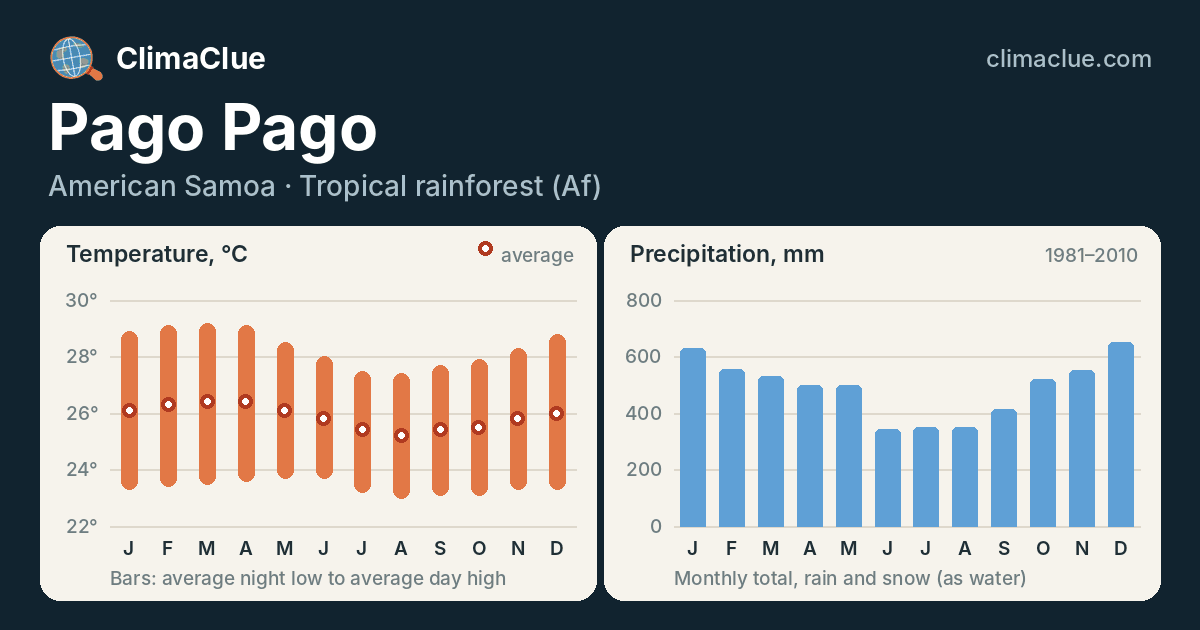 ClimaClue
climaclue.com
Pago Pago
American Samoa · Tropical rainforest (Af)
Temperature, °C
average
30°
28°
26°
24°
22°
J F M A M J J A S O N D
Bars: average night low to average day high
Precipitation, mm
1981–2010
800
600
400
200
0
J F M A M J J A S O N D
Monthly total, rain and snow (as water)